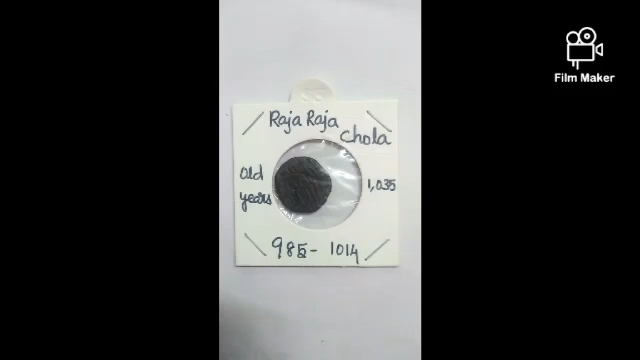 Raja Raja
Chola
old
years
1,035
985 - 1014
Film Maker